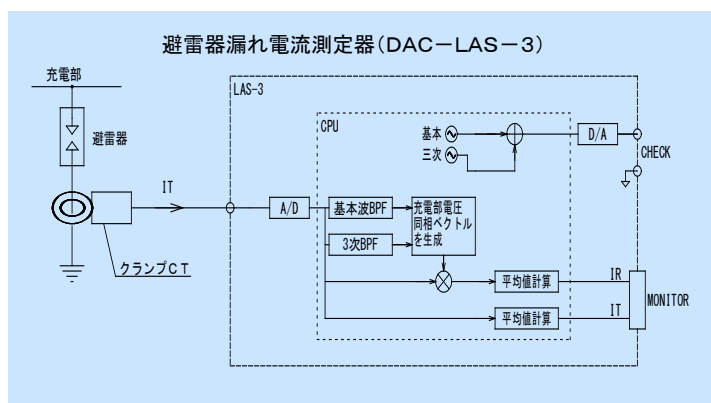 避雷器漏れ電流測定器（DAC－LAS－3）
充電部
避雷器
IT
クランプCT
LAS-3
CPU
基本
三次
D/A
CHECK
A/D
基本波BPF
3次BPF
充電部電圧
同相ベクトル
を生成
平均値計算
IR
平均値計算
IT
MONITOR